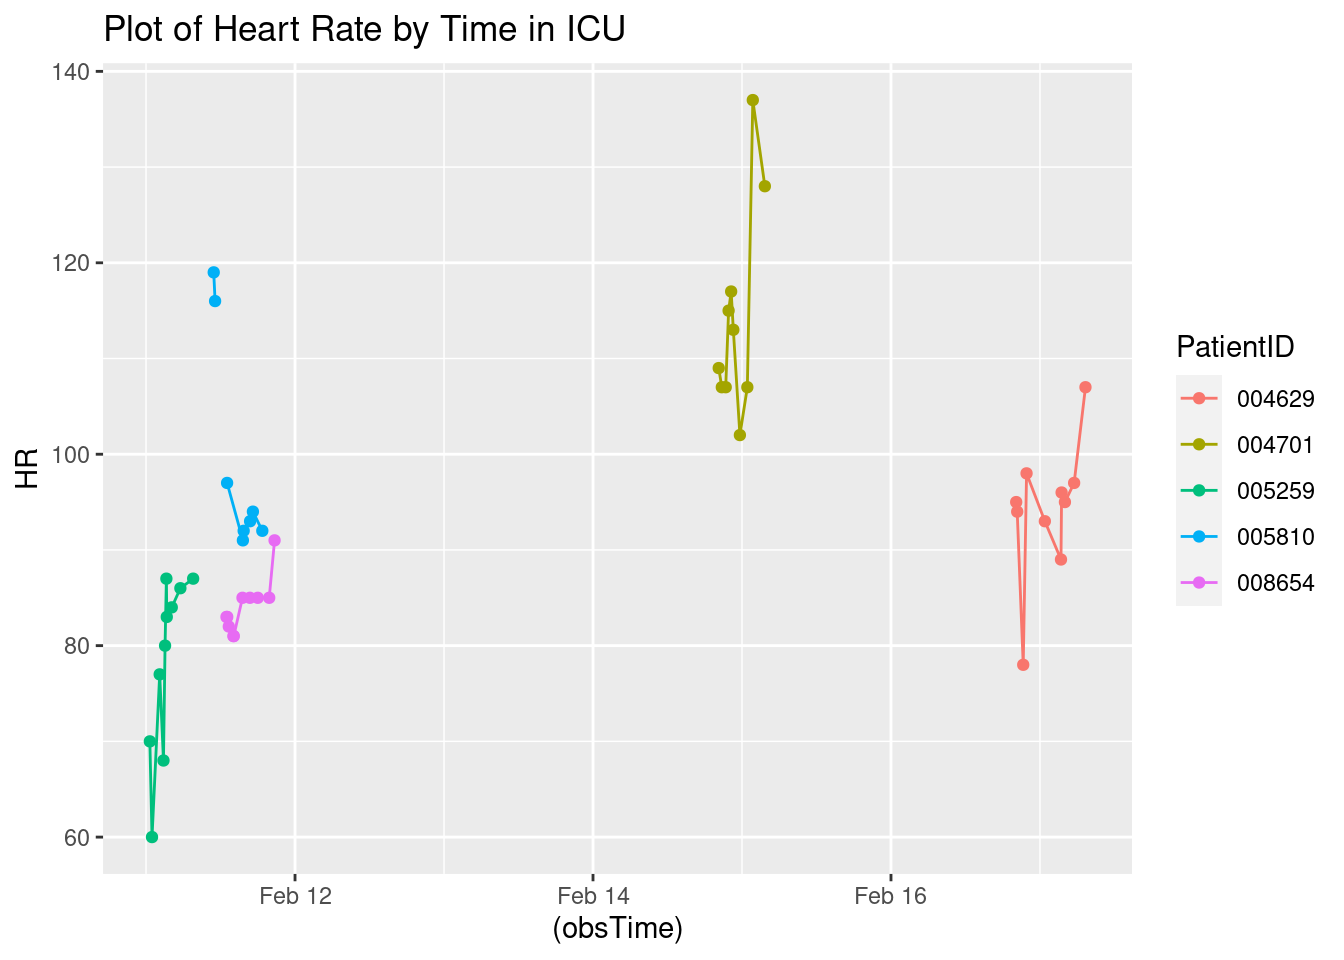 Plot of Heart Rate by Time in ICU
140
120
100
80
60
HR
Feb 12
Feb 14
Feb 16
(obsTime)
PatientID
004629
004701
005259
005810
008654